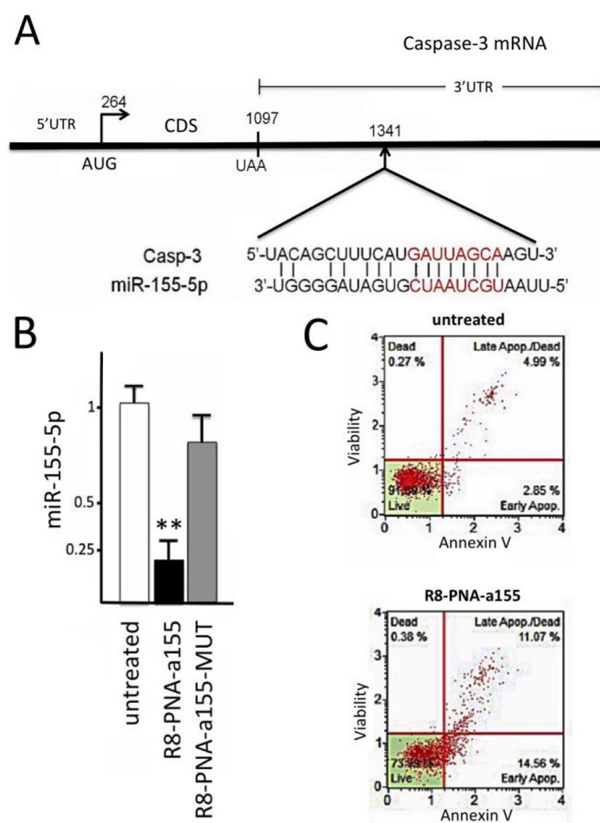 A
Caspase-3 mRNA
3'UTR
5'UTR
264
CDS
1097
1341
AUG
UAA
Casp-3
5'-UACAGCUUUCAUGAUUAGCAAGU-3'
miR-155-5p
3'-UGGGGAUAGUGCUAAUCGUAAUU-5'
B
miR-155-5p
1
0.5
0.25
**
untreated
R8-PNA-a155
R8-PNA-a155-MUT
C
untreated
Viability
4
3
2
1
0
Dead
0.27 %
Late Apop./Dead
4.99 %
Live
2.85 %
Early Apop.
0 1 2 3 4
Annexin V
R8-PNA-a155
Viability
4
3
2
1
0
Dead
0.38 %
Late Apop./Dead
11.07 %
Live
14.56 %
Early Apop.
0 1 2 3 4
Annexin V